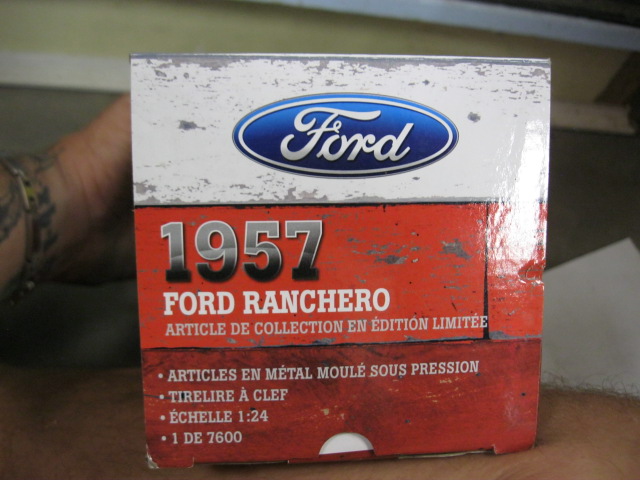 Ford
1957
FORD RANCHERO
ARTICLE DE COLLECTION EN ÉDITION LIMITÉE
• ARTICLES EN MÉTAL MOULÉ SOUS PRESSION
• TIRELIRE À CLEF
• ÉCHELLE 1:24
• 1 DE 7600